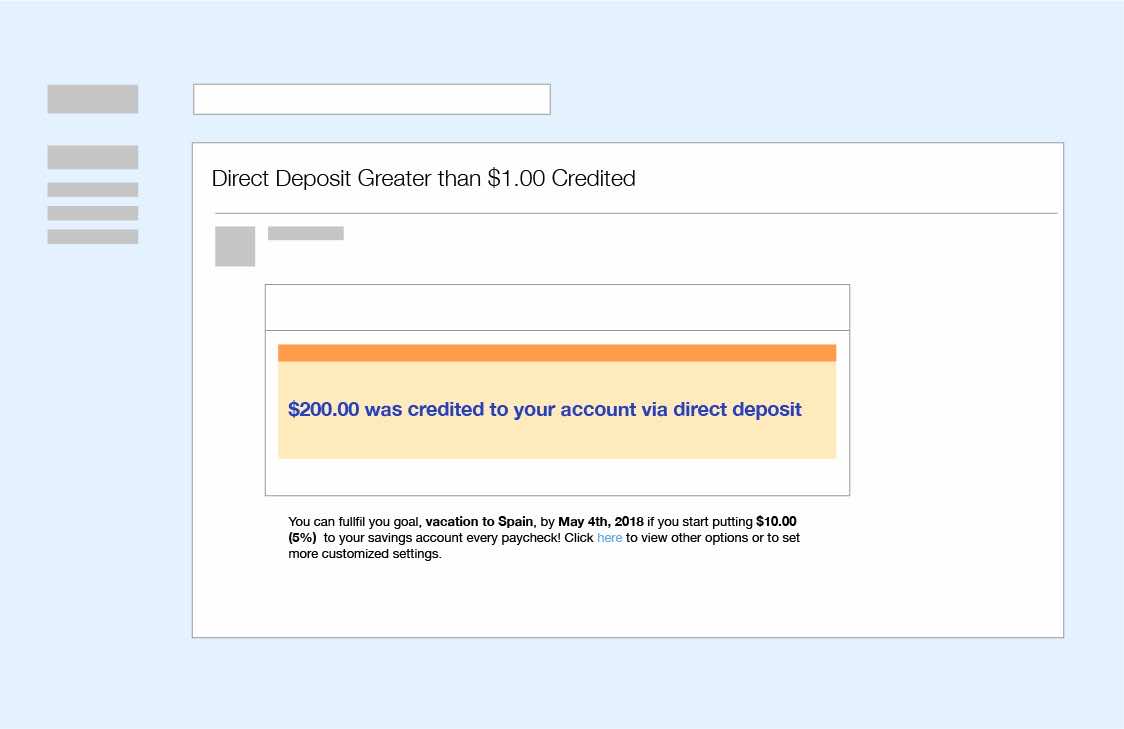 Direct Deposit Greater than $1.00 Credited
$200.00 was credited to your account via direct deposit
You can fullfil you goal, vacation to Spain, by May 4th, 2018 if you start putting $10.00
(5%) to your savings account every paycheck! Click here to view other options or to set
more customized settings.